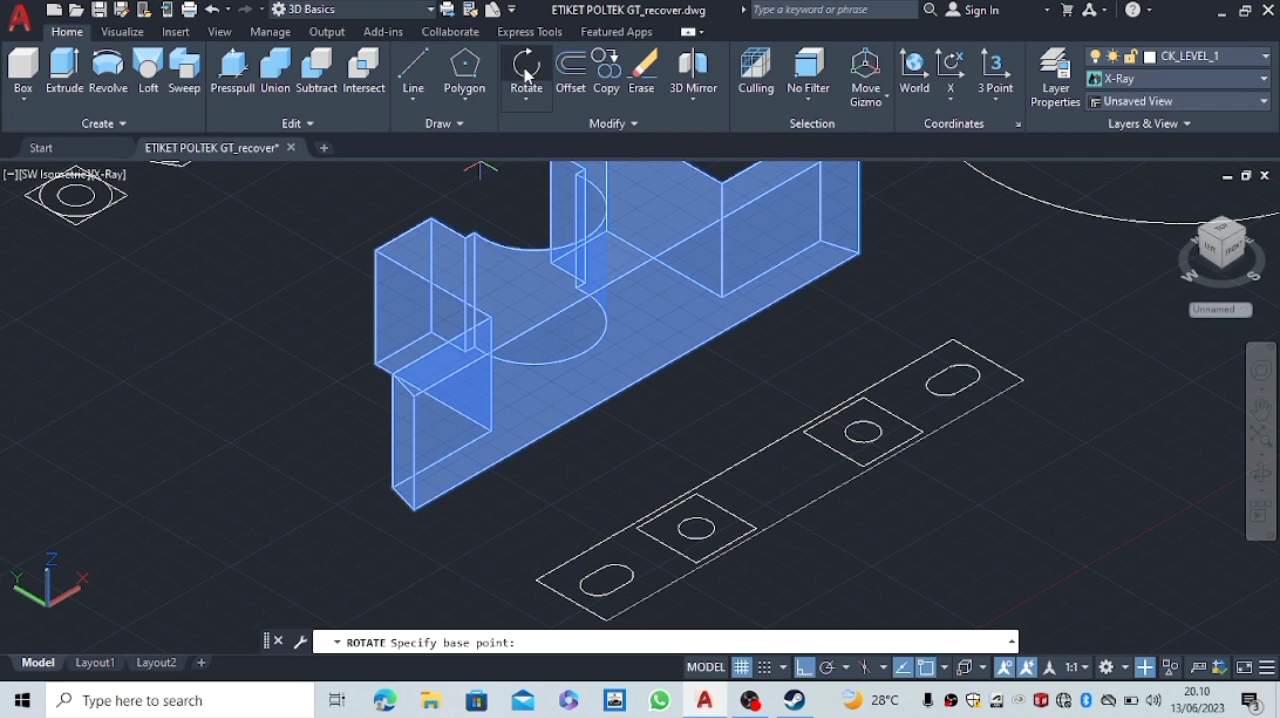 3D Basics
ETIKET POLTEK GT_recover.dwg
Type a keyword or phrase
Sign In
Home Visualize Insert View Manage Output Add-ins Collaborate Express Tools Featured Apps
CK_LEVEL_1
X-Ray
Unsaved View
Box Extrude Revolve Loft Sweep Presspull Union Subtract Intersect Line Polygon Rotate Offset Copy Erase 3D Mirror Culling No Filter Move Gizmo World X 3 Point Layer Properties
Create Edit Draw Modify Selection Coordinates Layers & View
Start ETIKET POLTEK GT_recover* +
[−][SW Isometric][X-Ray]
TOP
LEFT FRONT
W S
Unnamed
Z
Y X
ROTATE Specify base point:
Model Layout1 Layout2 +
MODEL 1:1
Type here to search
28°C
20.10
13/06/2023
3